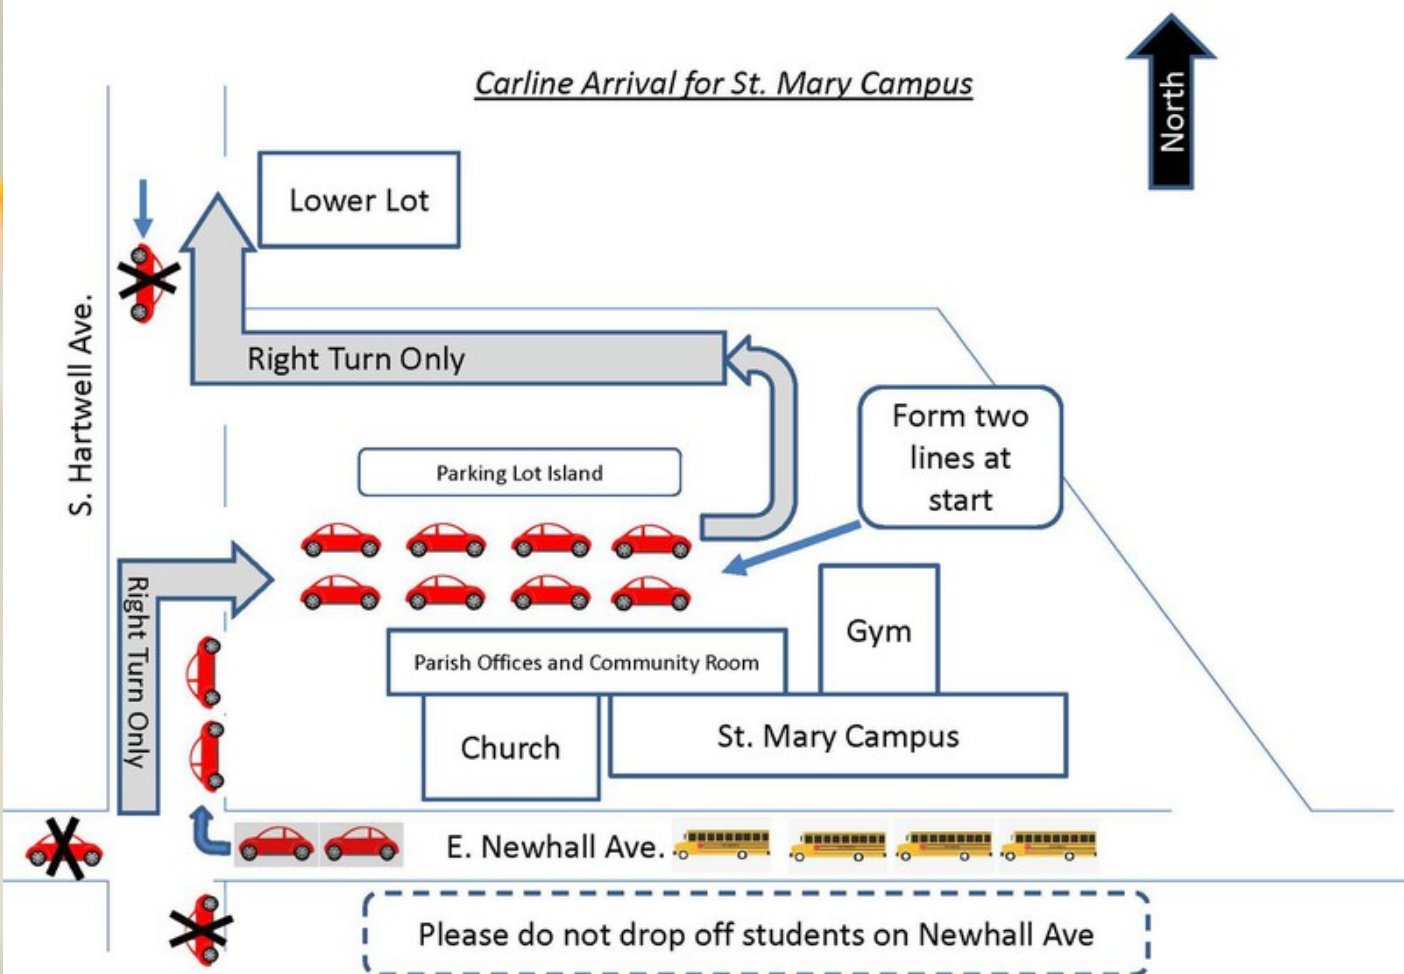 Carline Arrival for St. Mary Campus
North
Lower Lot
S. Hartwell Ave.
Right Turn Only
Form two
lines at
start
Parking Lot Island
Right Turn Only
Gym
Parish Offices and Community Room
Church
St. Mary Campus
E. Newhall Ave.
Please do not drop off students on Newhall Ave